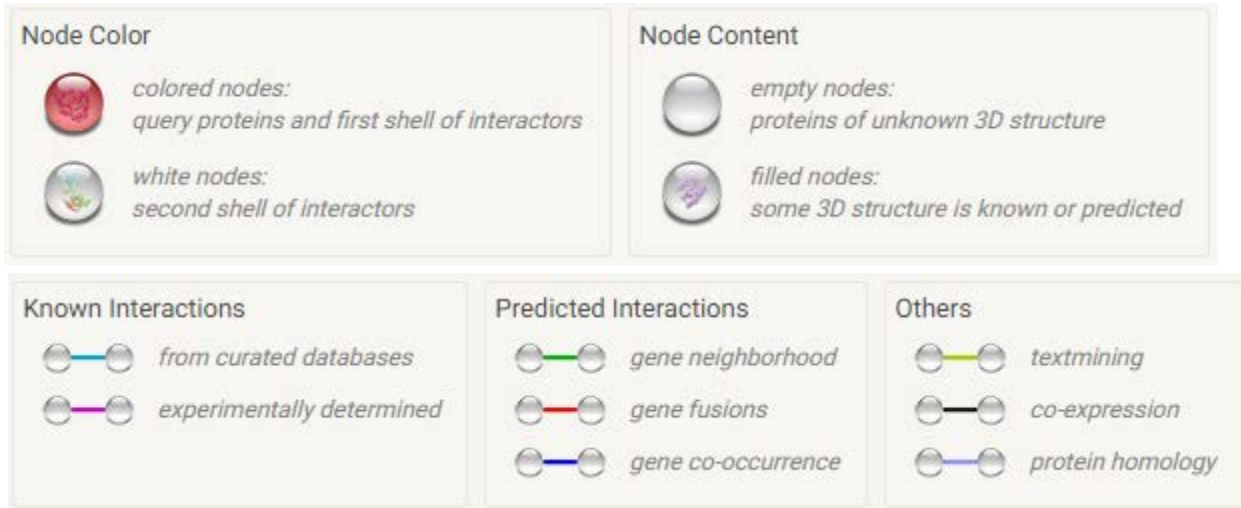 Node Color
colored nodes:
query proteins and first shell of interactors
white nodes:
second shell of interactors
Node Content
empty nodes:
proteins of unknown 3D structure
filled nodes:
some 3D structure is known or predicted
Known Interactions
from curated databases
experimentally determined
Predicted Interactions
gene neighborhood
gene fusions
gene co-occurrence
Others
textmining
co-expression
protein homology